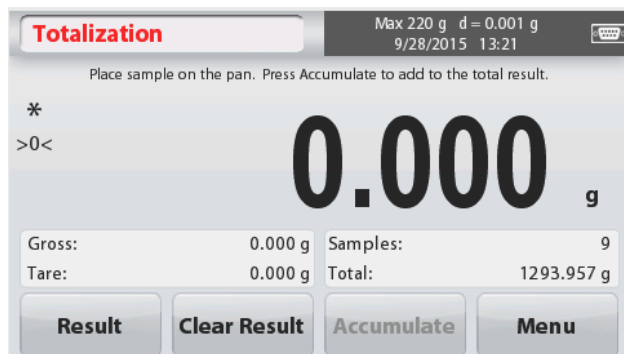 Totalization
Max 220 g  d = 0.001 g
9/28/2015  13:21
Place sample on the pan. Press Accumulate to add to the total result.
*
>0<
0.000 g
Gross: 0.000 g
Tare: 0.000 g
Samples: 9
Total: 1293.957 g
Result
Clear Result
Accumulate
Menu